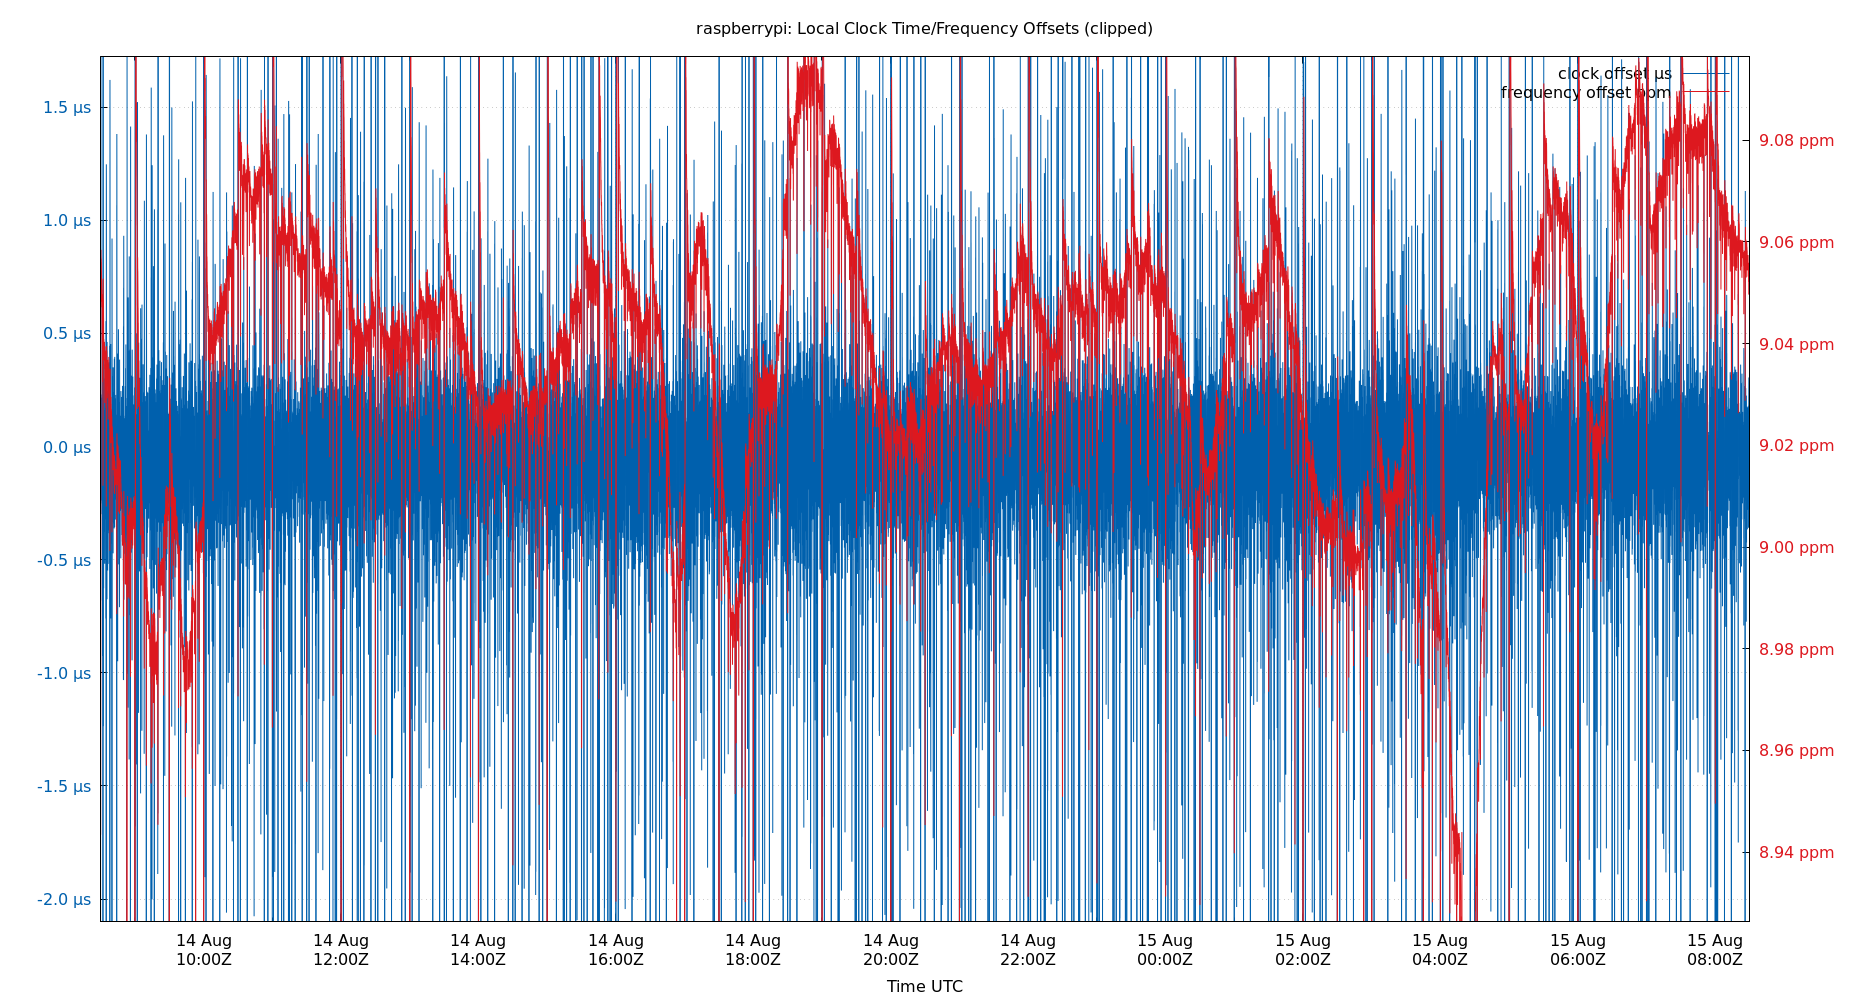 raspberrypi: Local Clock Time/Frequency Offsets (clipped)
clock offset µs
frequency offset ppm
1.5 µs
1.0 µs
0.5 µs
0.0 µs
-0.5 µs
-1.0 µs
-1.5 µs
-2.0 µs
9.08 ppm
9.06 ppm
9.04 ppm
9.02 ppm
9.00 ppm
8.98 ppm
8.96 ppm
8.94 ppm
14 Aug 14 Aug 14 Aug 14 Aug 14 Aug 14 Aug 14 Aug 15 Aug 15 Aug 15 Aug 15 Aug 15 Aug
10:00Z 12:00Z 14:00Z 16:00Z 18:00Z 20:00Z 22:00Z 00:00Z 02:00Z 04:00Z 06:00Z 08:00Z
Time UTC